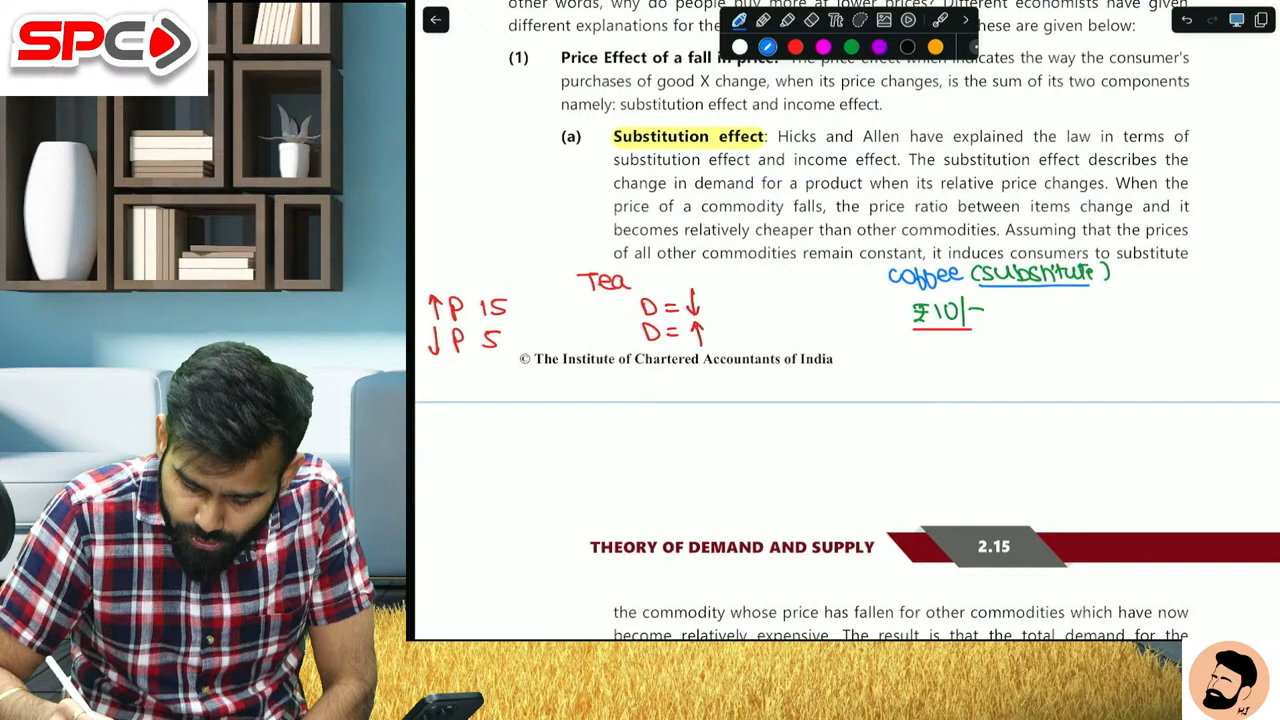 SPC
other words, why do people buy more at lower prices? Different economists have given
different explanations for the hese are given below:
(1) Price Effect of a fall in price: The price effect which indicates the way the consumer's
purchases of good X change, when its price changes, is the sum of its two components
namely: substitution effect and income effect.
(a) Substitution effect: Hicks and Allen have explained the law in terms of
substitution effect and income effect. The substitution effect describes the
change in demand for a product when its relative price changes. When the
price of a commodity falls, the price ratio between items change and it
becomes relatively cheaper than other commodities. Assuming that the prices
of all other commodities remain constant, it induces consumers to substitute
Tea coffee (substitute)
↑ P 15 D = ↓ ₹10/-
↓ P 5 D = ↑
© The Institute of Chartered Accountants of India
THEORY OF DEMAND AND SUPPLY 2.15
the commodity whose price has fallen for other commodities which have now
become relatively expensive. The result is that the total demand for the
HJ